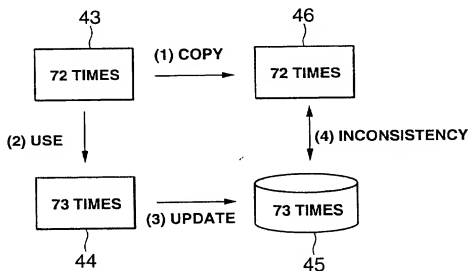 43
46
(1) COPY
72 TIMES
72 TIMES
(2) USE
(4) INCONSISTENCY
73 TIMES
(3) UPDATE
73 TIMES
44
45